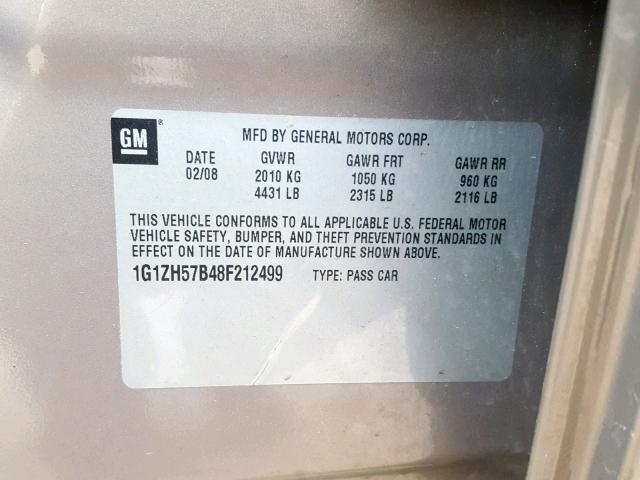 GM ®
MFD BY GENERAL MOTORS CORP.
DATE GVWR GAWR FRT GAWR RR
02/08 2010 KG 1050 KG 960 KG
4431 LB 2315 LB 2116 LB
THIS VEHICLE CONFORMS TO ALL APPLICABLE U.S. FEDERAL MOTOR
VEHICLE SAFETY, BUMPER, AND THEFT PREVENTION STANDARDS IN
EFFECT ON THE DATE OF MANUFACTURE SHOWN ABOVE.
1G1ZH57B48F212499 TYPE: PASS CAR